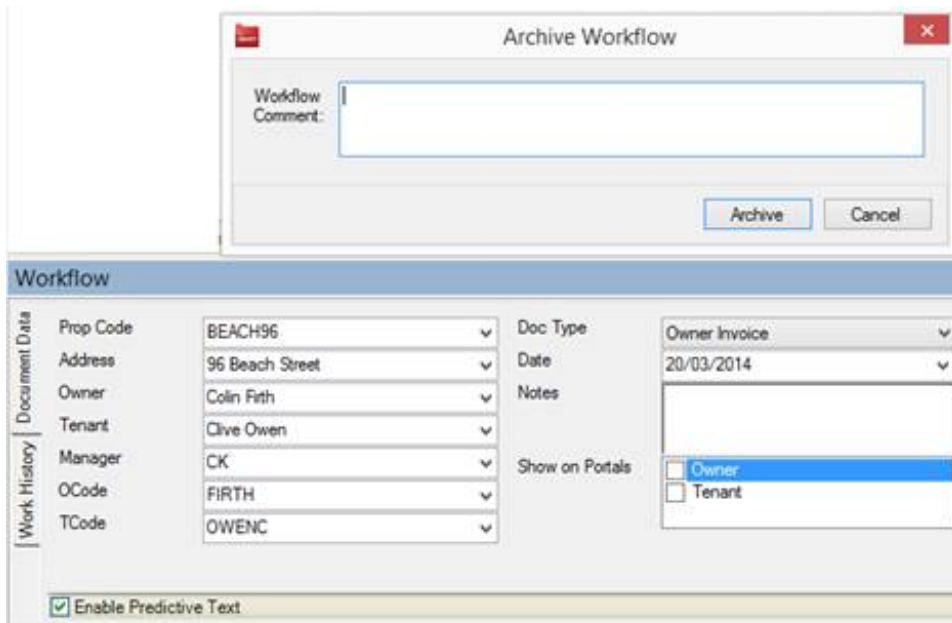 Archive Workflow
Workflow
Comment:
Archive
Cancel
Workflow
Document Data
Work History
Prop Code
BEACH96
Address
96 Beach Street
Owner
Colin Firth
Tenant
Clive Owen
Manager
CK
OCode
FIRTH
TCode
OWENC
Doc Type
Owner Invoice
Date
20/03/2014
Notes
Show on Portals
Owner
Tenant
Enable Predictive Text